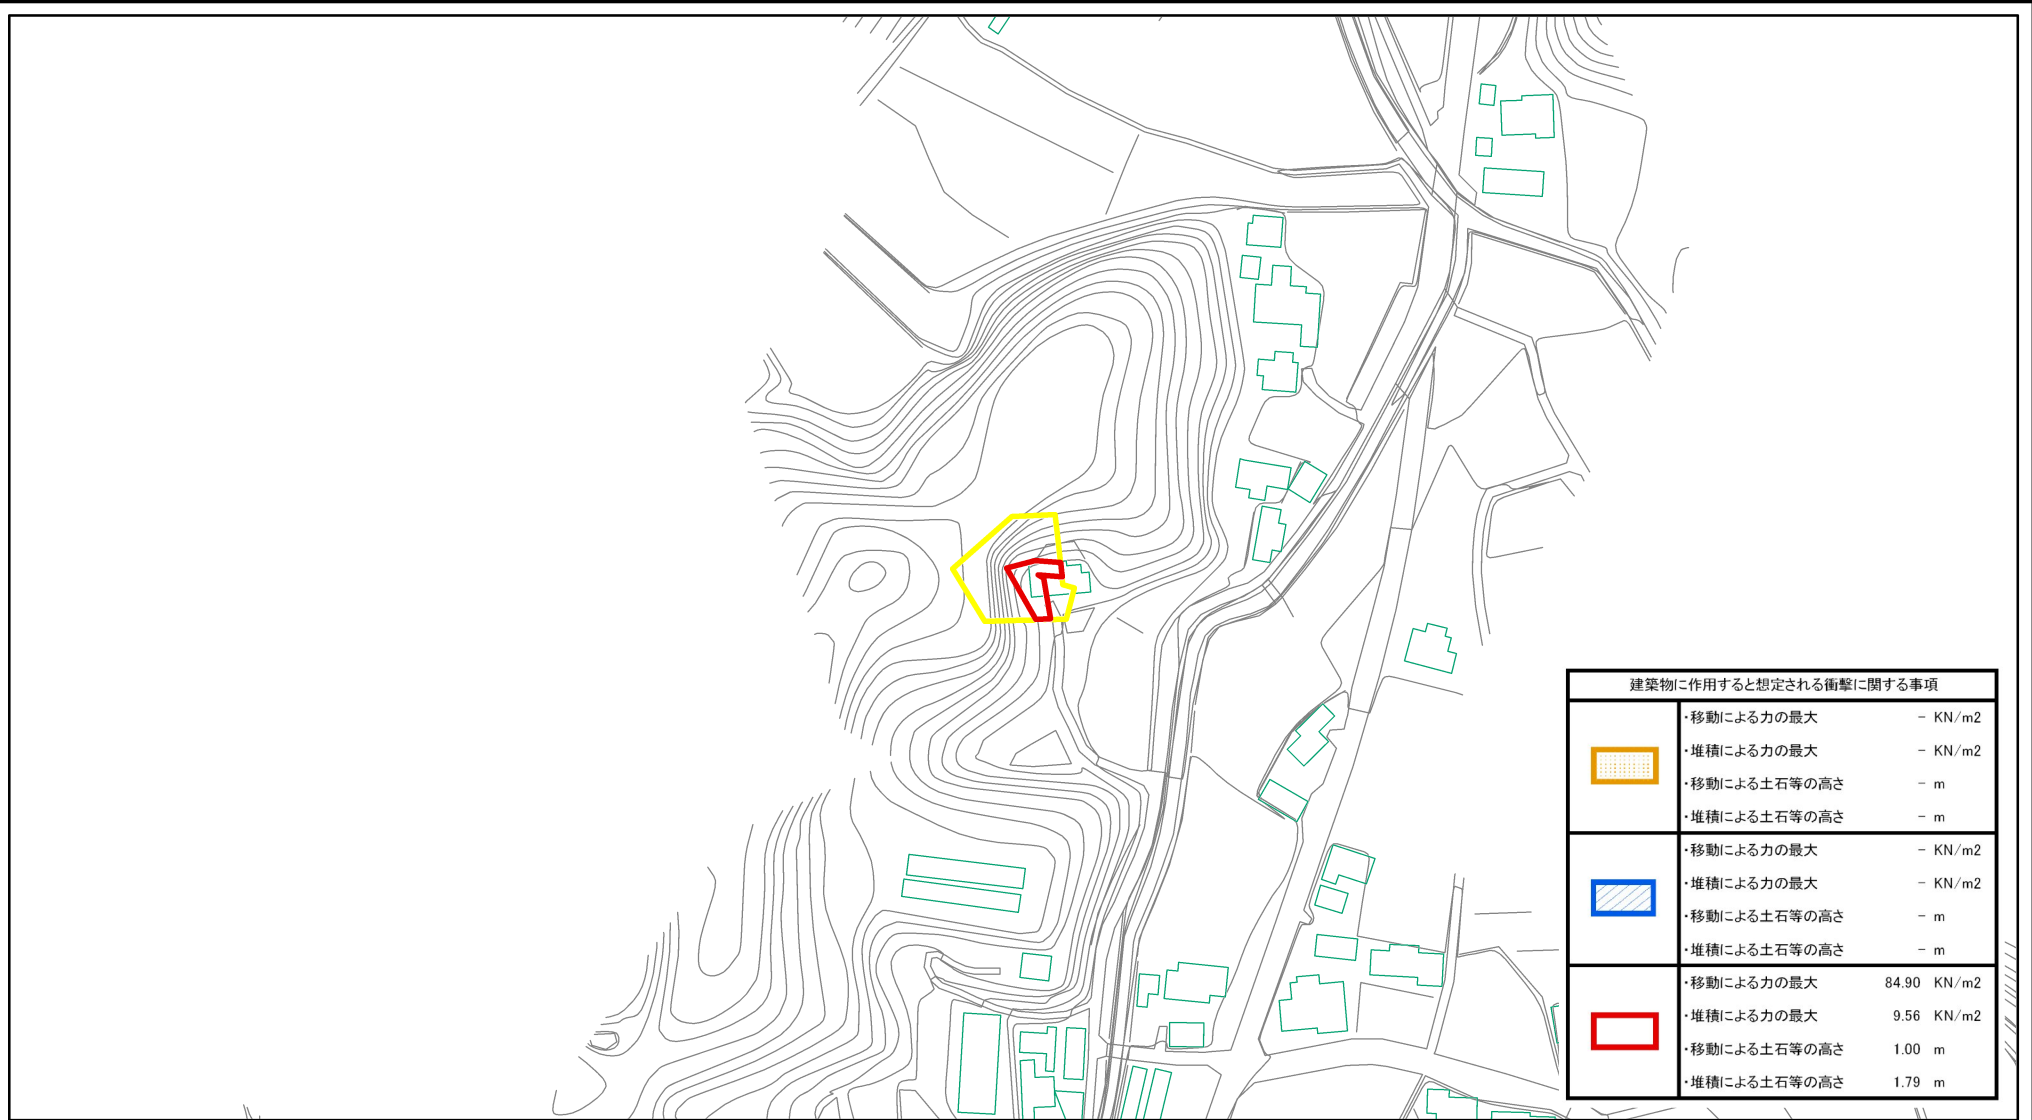 建築物に作用すると想定される衝撃に関する事項
・移動による力の最大 － KN/m2
・堆積による力の最大 － KN/m2
・移動による土石等の高さ － m
・堆積による土石等の高さ － m
・移動による力の最大 － KN/m2
・堆積による力の最大 － KN/m2
・移動による土石等の高さ － m
・堆積による土石等の高さ － m
・移動による力の最大 84.90 KN/m2
・堆積による力の最大 9.56 KN/m2
・移動による土石等の高さ 1.00 m
・堆積による土石等の高さ 1.79 m